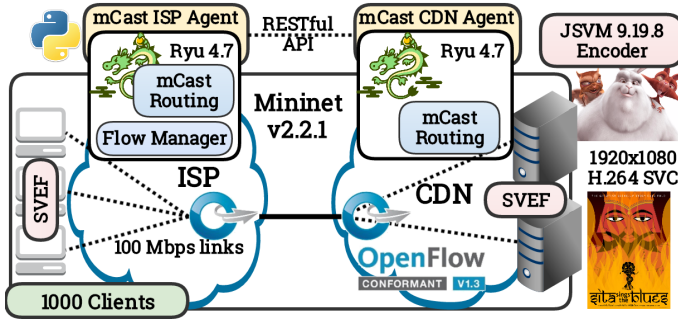 mCast ISP Agent
RESTful
API
mCast CDN Agent
JSVM 9.19.8
Encoder
Ryu 4.7
mCast
Routing
Flow Manager
Ryu 4.7
mCast
Routing
Mininet
v2.2.1
ISP
CDN
SVEF
SVEF
1920x1080
H.264 SVC
100 Mbps links
OpenFlow
CONFORMANT V1.3
1000 Clients
sita sings the blues